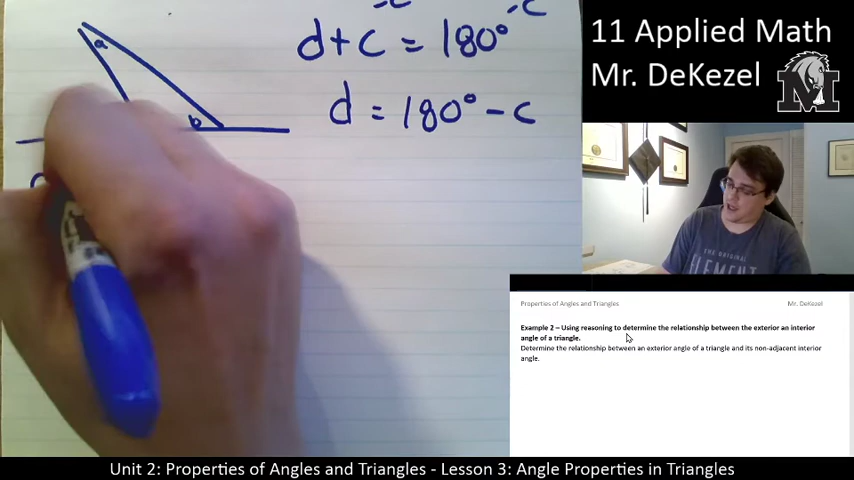 -c -c
d+c = 180°
d = 180° - c
a
b
11 Applied Math
Mr. DeKezel
M
THE ORIGINAL
ELEMENT
Properties of Angles and Triangles Mr. DeKezel
Example 2 – Using reasoning to determine the relationship between the exterior an interior
angle of a triangle.
Determine the relationship between an exterior angle of a triangle and its non-adjacent interior
angle.
Unit 2: Properties of Angles and Triangles - Lesson 3: Angle Properties in Triangles